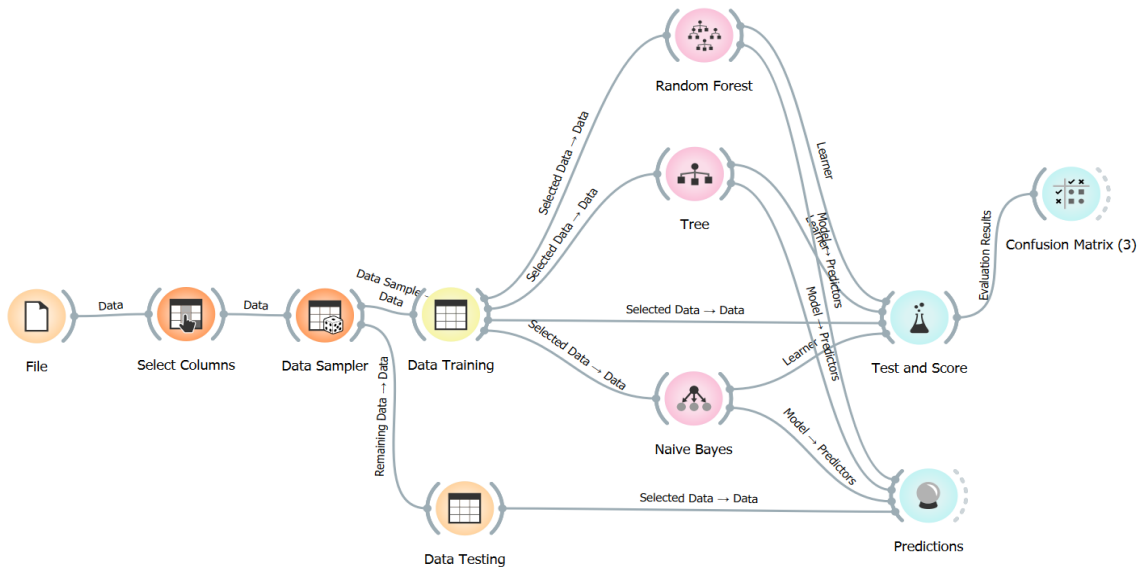 Random Forest
Selected Data → Data
Learner
Tree
Selected Data → Data
Learner
Model → Predictors
Confusion Matrix (3)
Evaluation Results
Data
Data
Data Sample →
Data
Selected Data → Data
Model → Predictors
File
Select Columns
Data Sampler
Data Training
Test and Score
Selected Data → Data
Learner
Remaining Data → Data
Naive Bayes
Model → Predictors
Selected Data → Data
Data Testing
Predictions